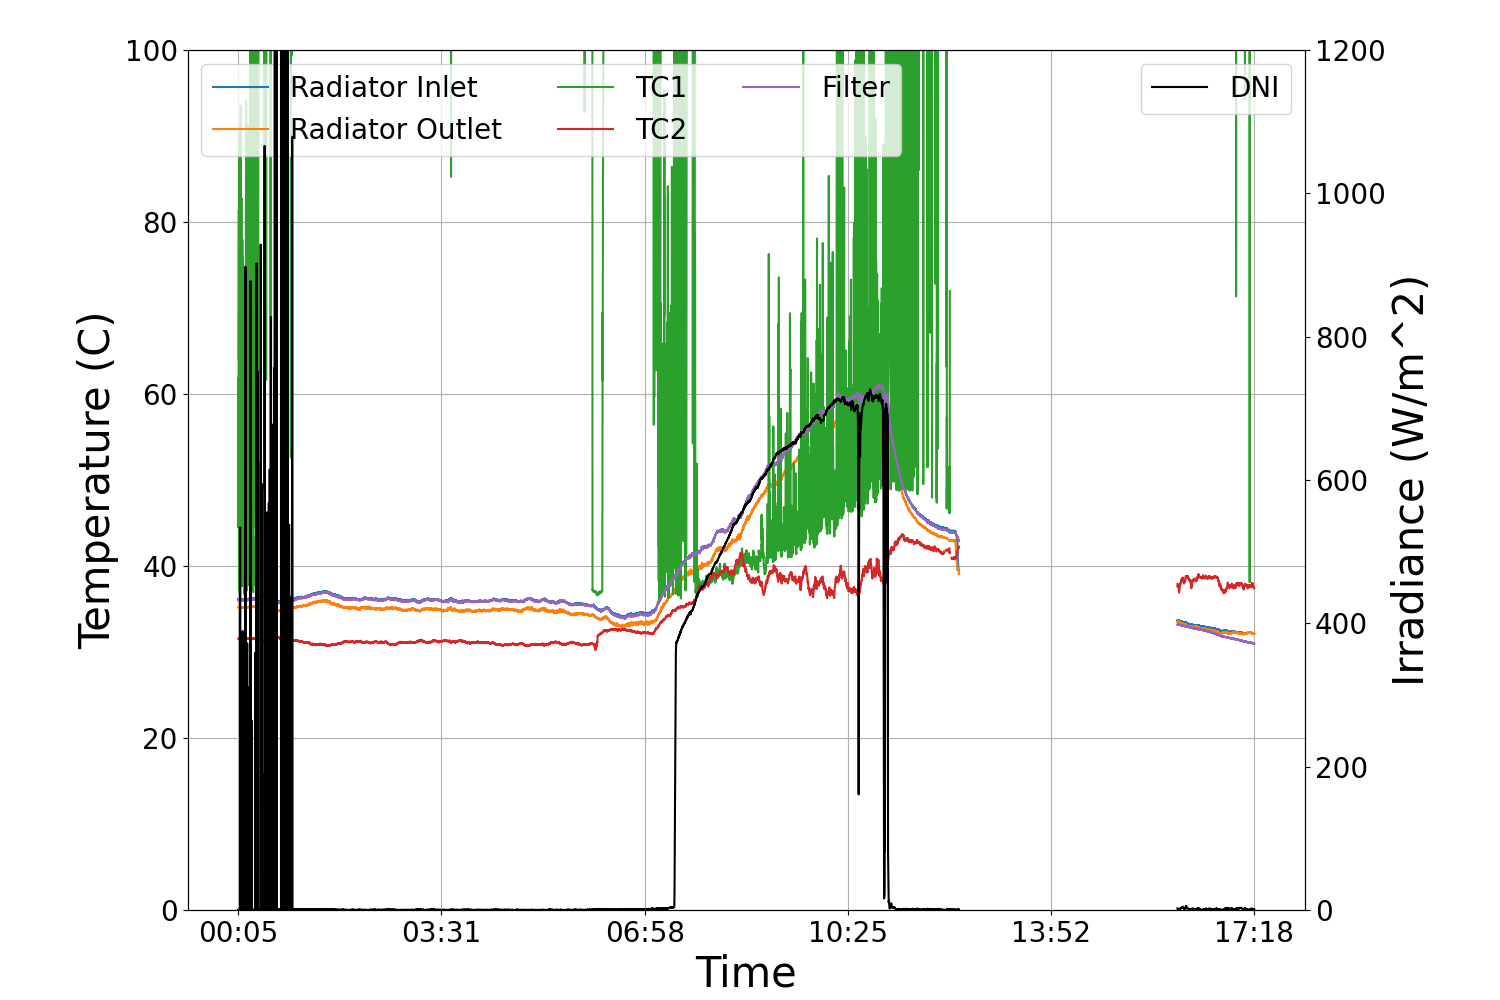 100
80
60
40
20
0
Temperature (C)
Radiator Inlet
Radiator Outlet
TC1
TC2
Filter
DNI
1200
1000
800
600
400
200
0
Irradiance (W/m^2)
00:05 03:31 06:58 10:25 13:52 17:18
Time